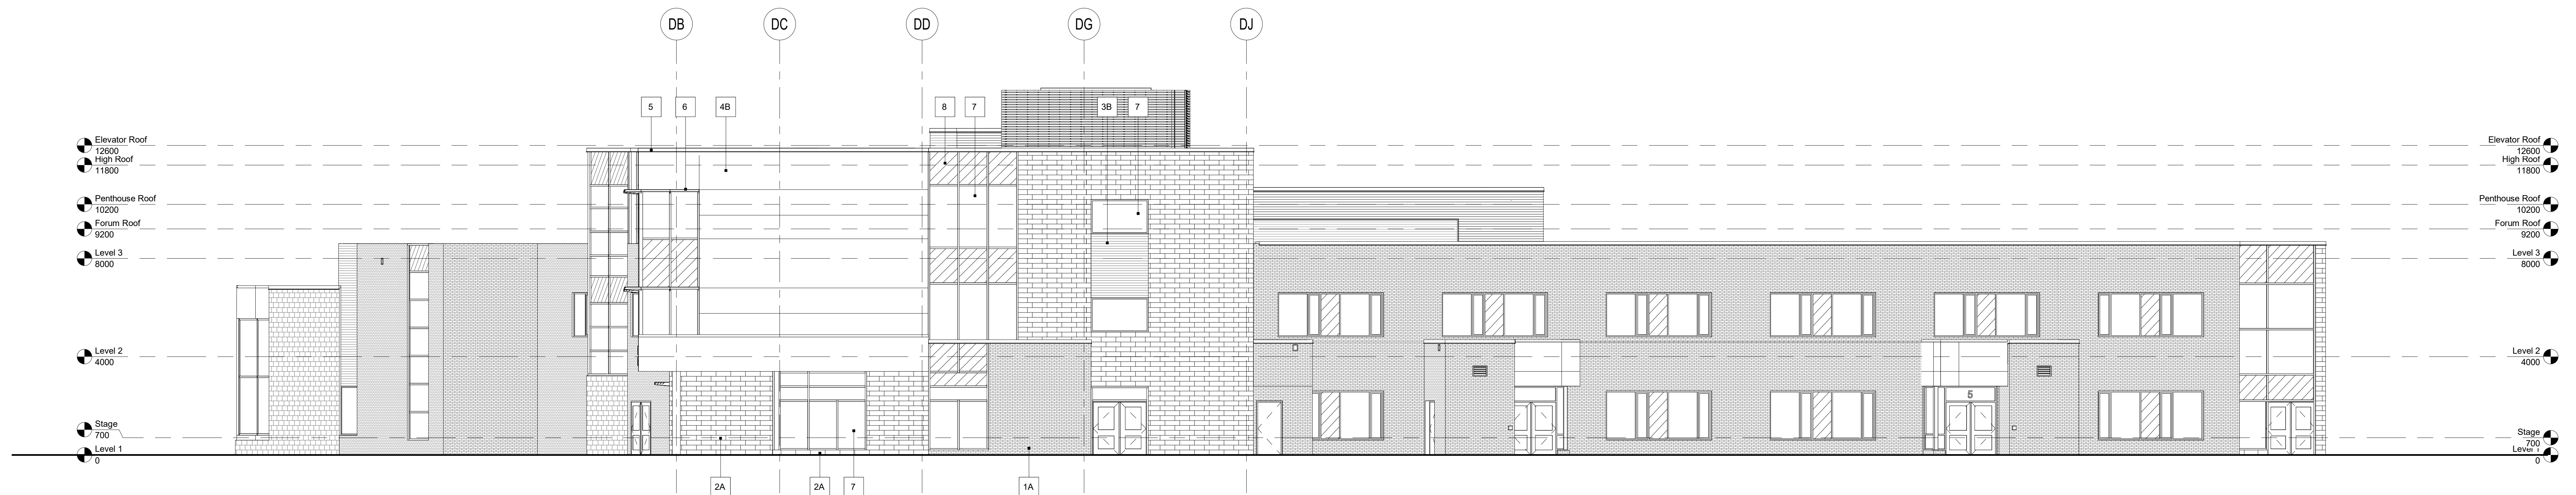 DB DC DD DG DJ
5 6 4B 8 7 3B 7
Elevator Roof
12600
High Roof
11800
Penthouse Roof
10200
Forum Roof
9200
Level 3
8000
Level 2
4000
Stage
700
Level 1
0
Elevator Roof
12600
High Roof
11800
Penthouse Roof
10200
Forum Roof
9200
Level 3
8000
Level 2
4000
Stage
700
Level 1
0
5
2A 2A 7 1A